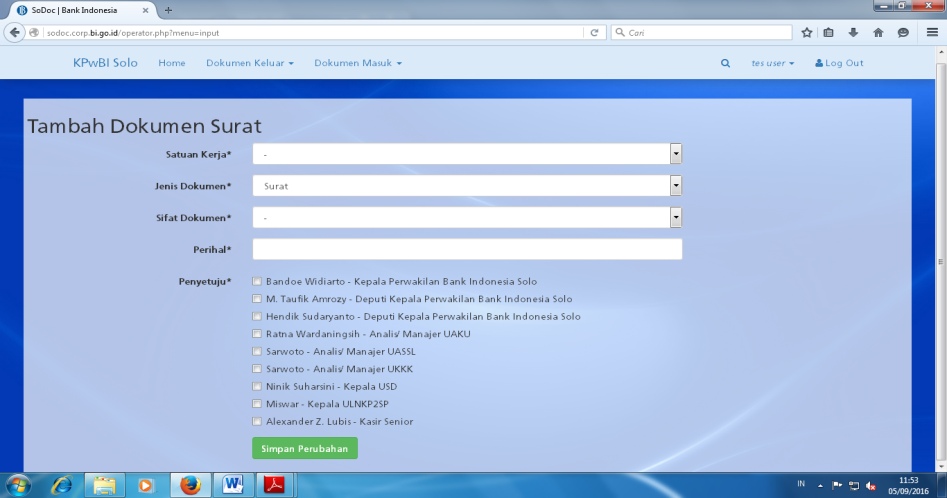 SoDoc | Bank Indonesia
sodoc.corp.bi.go.id/operator.php?menu=input
Cari
KPwBI Solo Home Dokumen Keluar Dokumen Masuk tes user Log Out
Tambah Dokumen Surat
Satuan Kerja* -
Jenis Dokumen* Surat
Sifat Dokumen* -
Perihal*
Penyetuju* Bandoe Widiarto - Kepala Perwakilan Bank Indonesia Solo
M. Taufik Amrozy - Deputi Kepala Perwakilan Bank Indonesia Solo
Hendik Sudaryanto - Deputi Kepala Perwakilan Bank Indonesia Solo
Ratna Wardaningsih - Analis/ Manajer UAKU
Sarwoto - Analis/ Manajer UASSL
Sarwoto - Analis/ Manajer UKKK
Ninik Suharsini - Kepala USD
Miswar - Kepala ULNKP2SP
Alexander Z. Lubis - Kasir Senior
Simpan Perubahan
IN 11:53
05/09/2016